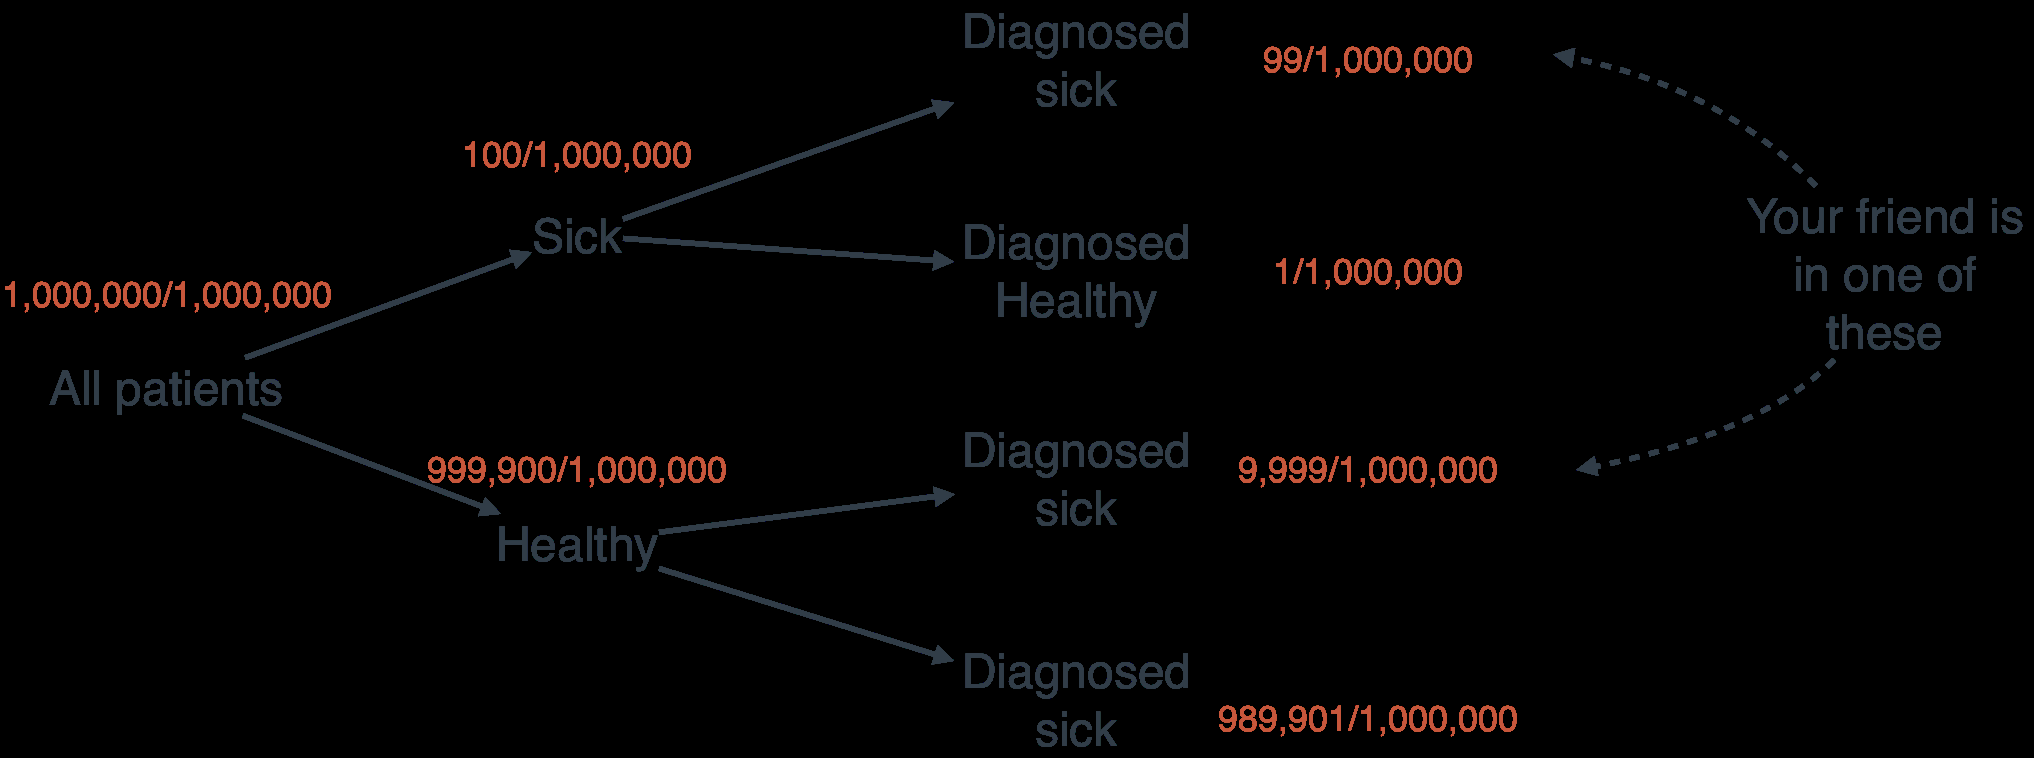 Diagnosed
sick
99/1,000,000
100/1,000,000
Sick
Diagnosed
Healthy
1/1,000,000
Your friend is
in one of
these
1,000,000/1,000,000
All patients
999,900/1,000,000
Healthy
Diagnosed
sick
9,999/1,000,000
Diagnosed
sick
989,901/1,000,000